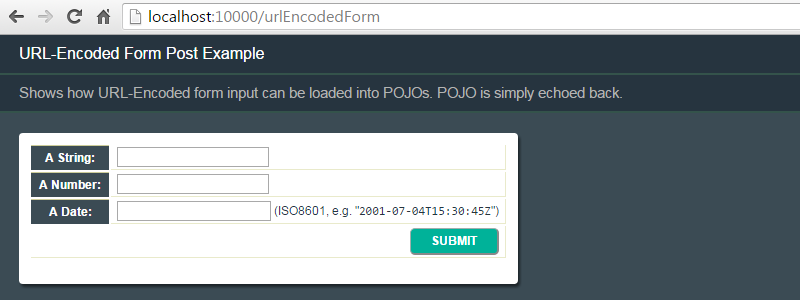 localhost:10000/urlEncodedForm
URL-Encoded Form Post Example
Shows how URL-Encoded form input can be loaded into POJOs. POJO is simply echoed back.
A String:
A Number:
A Date: (ISO8601, e.g. "2001-07-04T15:30:45Z")
SUBMIT